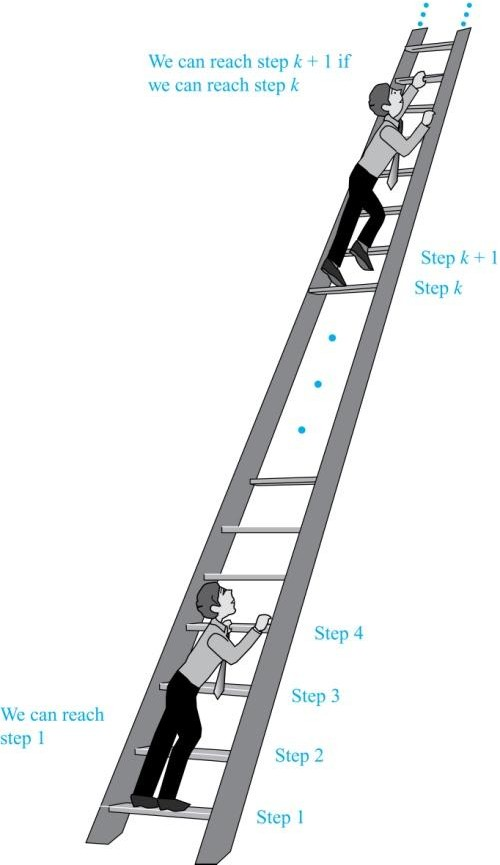 We can reach step k + 1 if
we can reach step k
Step k + 1
Step k
Step 4
Step 3
We can reach
step 1
Step 2
Step 1